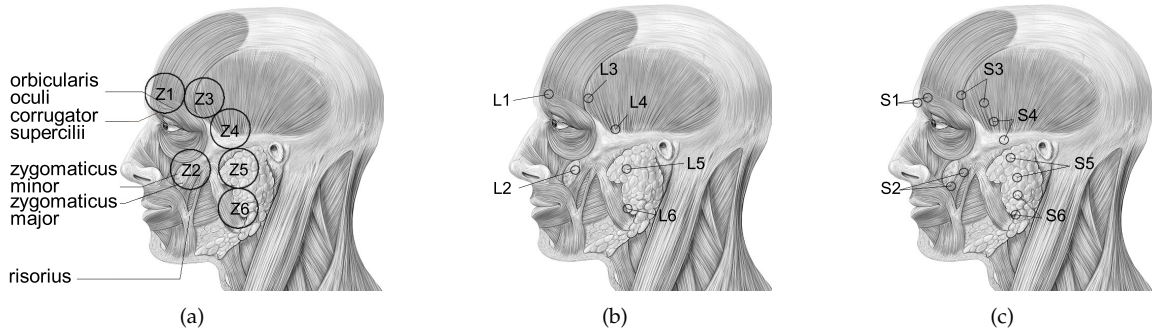 orbicularis
oculi
corrugator
supercilii
zygomaticus
minor
zygomaticus
major
risorius
Z1
Z3
Z4
Z2
Z5
Z6
(a)
L1
L3
L4
L2
L5
L6
(b)
S1
S3
S4
S2
S5
S6
(c)